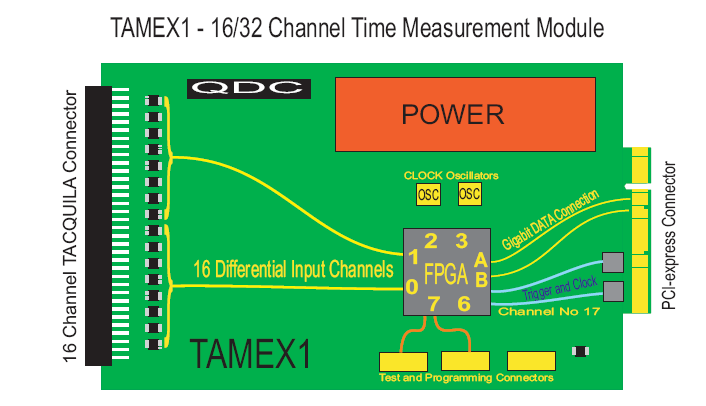 TAMEX1 - 16/32 Channel Time Measurement Module
QDC
POWER
16 Channel TACQUILA Connector
CLOCK Oscillators
OSC OSC
PCI-express Connector
Gigabit DATA Connection
2 3
1 FPGA A
0 B
7 6
16 Differential Input Channels
Trigger and Clock
Channel No 17
TAMEX1
Test and Programming Connectors